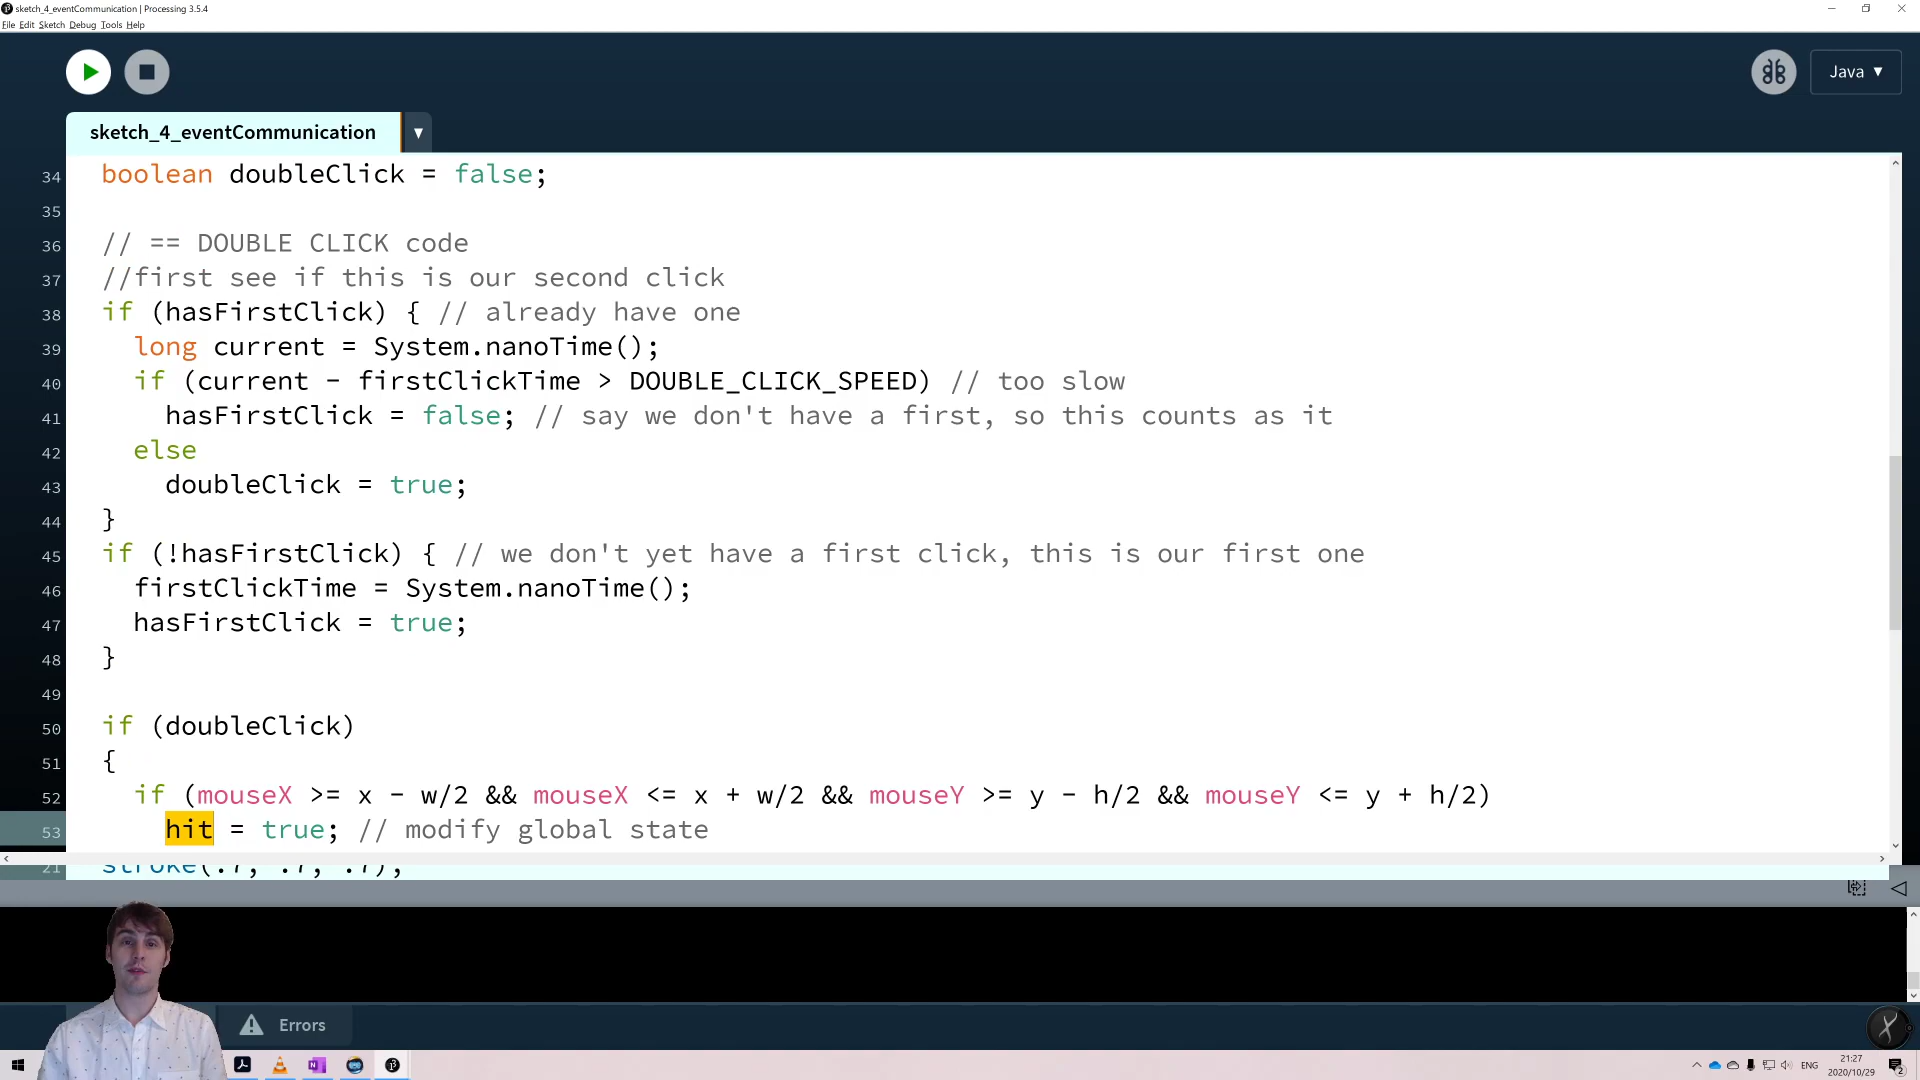 sketch_4_eventCommunication | Processing 3.5.4
File Edit Sketch Debug Tools Help
Java ▼
sketch_4_eventCommunication ▼
34 boolean doubleClick = false;
35
36 // == DOUBLE CLICK code
37 //first see if this is our second click
38 if (hasFirstClick) { // already have one
39 long current = System.nanoTime();
40 if (current - firstClickTime > DOUBLE_CLICK_SPEED) // too slow
41 hasFirstClick = false; // say we don't have a first, so this counts as it
42 else
43 doubleClick = true;
44 }
45 if (!hasFirstClick) { // we don't yet have a first click, this is our first one
46 firstClickTime = System.nanoTime();
47 hasFirstClick = true;
48 }
49
50 if (doubleClick)
51 {
52 if (mouseX >= x - w/2 && mouseX <= x + w/2 && mouseY >= y - h/2 && mouseY <= y + h/2)
53 hit = true; // modify global state
21 stroke(.7, .7, .7);
Errors
ENG
21:27
2020/10/29
2